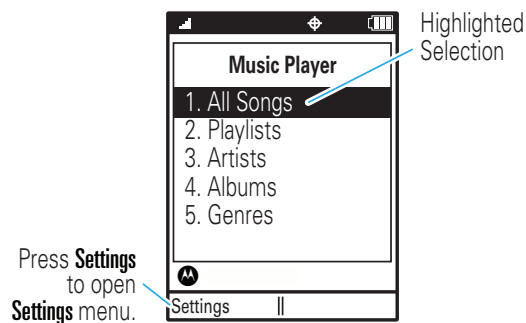 Highlighted
Selection
Music Player
1. All Songs
2. Playlists
3. Artists
4. Albums
5. Genres
Press Settings
to open
Settings menu.
Settings